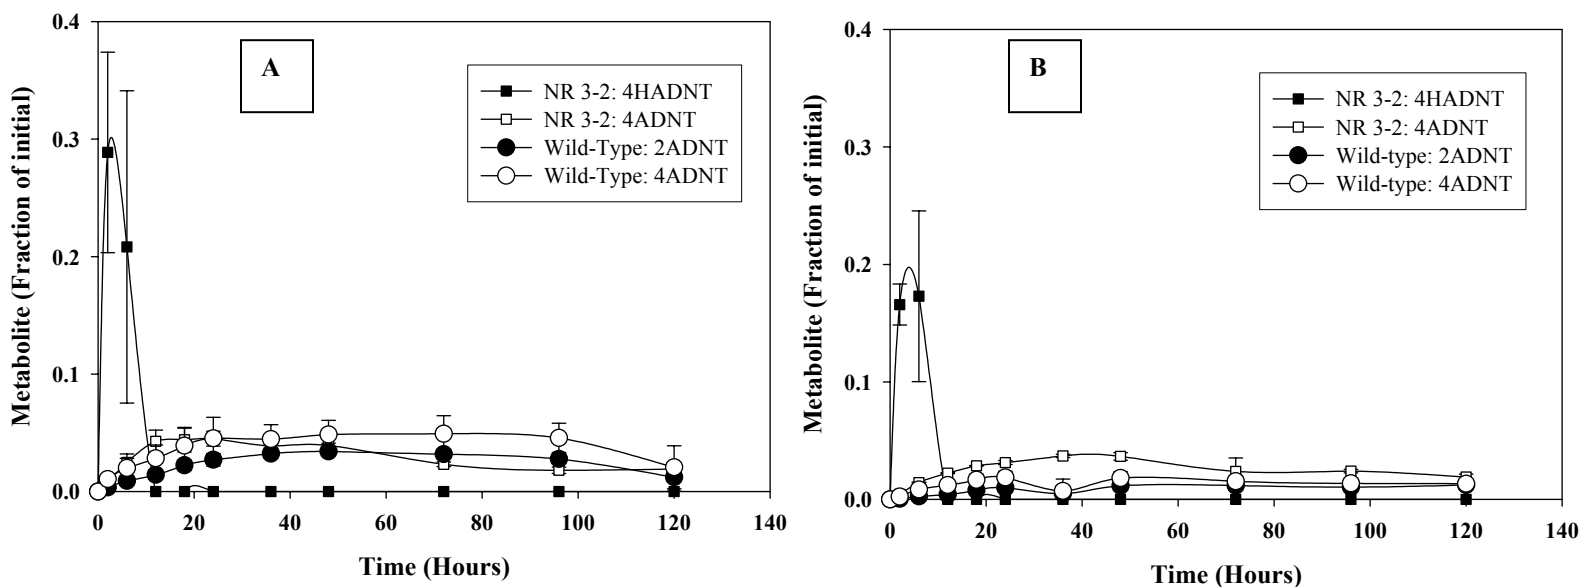 A
NR 3-2: 4HADNT
NR 3-2: 4ADNT
Wild-Type: 2ADNT
Wild-Type: 4ADNT
Metabolite (Fraction of initial)
0.4
0.3
0.2
0.1
0.0
0 20 40 60 80 100 120 140
Time (Hours)
B
NR 3-2: 4HADNT
NR 3-2: 4ADNT
Wild-type: 2ADNT
Wild-type: 4ADNT
Metabolite (Fraction of initial)
0.4
0.3
0.2
0.1
0.0
0 20 40 60 80 100 120 140
Time (Hours)